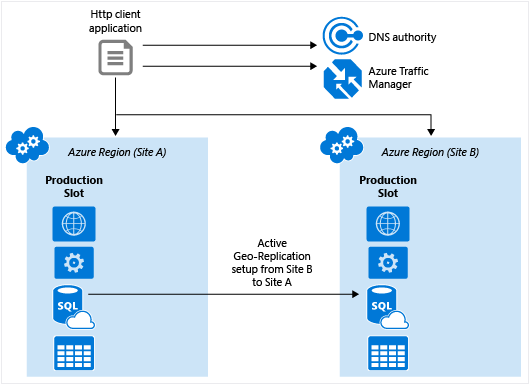 Http client
application
DNS authority
Azure Traffic
Manager
Azure Region (Site A)
Azure Region (Site B)
Production
Slot
Production
Slot
Active
Geo-Replication
setup from Site B
to Site A
SQL
SQL